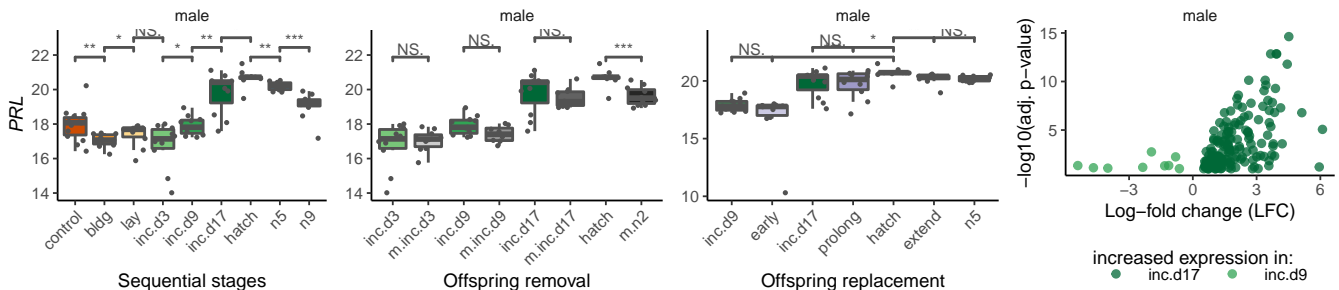 male
PRL
22
20
18
16
14
** * NS. * ** ** ***
control bldg lay inc.d3 inc.d9 inc.d17 hatch n5 n9
Sequential stages
male
22
20
18
16
14
NS. NS. NS. ***
inc.d3 m.inc.d3 inc.d9 m.inc.d9 inc.d17 m.inc.d17 hatch m.n2
Offspring removal
male
20
15
10
NS. NS. * NS.
inc.d9 early inc.d17 prolong hatch extend n5
Offspring replacement
male
−log10(adj. p−value)
15
10
5
−3 0 3 6
Log−fold change (LFC)
increased expression in:
inc.d17 inc.d9